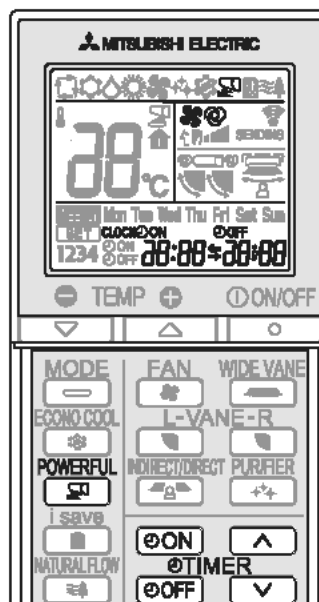 MITSUBISHI ELECTRIC
SENDING
88 °C
WEEKLY Mon Tue Wed Thu Fri Sat Sun
SET CLOCK ON OFF
1234 ON OFF 88:88 88:88
TEMP ON/OFF
MODE FAN WIDE VANE
ECONO COOL L-VANE-R
POWERFUL INDIRECT/DIRECT PURIFIER
i save
ON
NATURAL FLOW TIMER
OFF